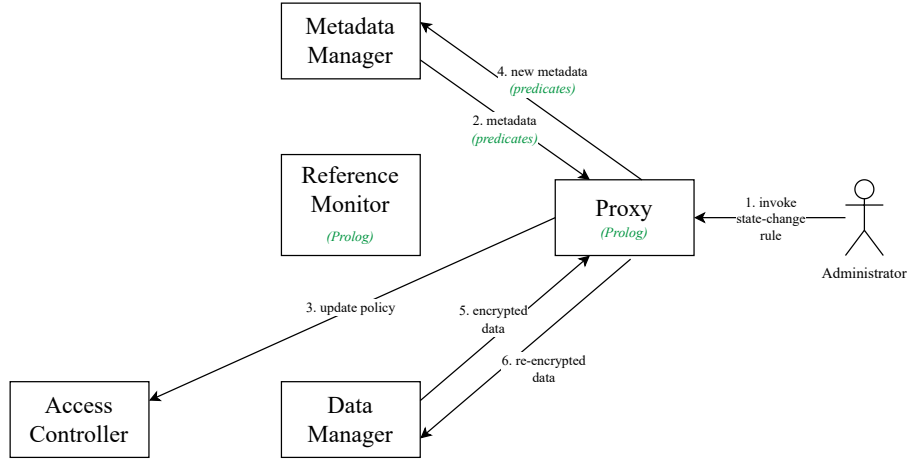 Metadata
Manager
4. new metadata
(predicates)
2. metadata
(predicates)
Reference
Monitor
(Prolog)
Proxy
(Prolog)
1. invoke
state-change
rule
Administrator
3. update policy
5. encrypted
data
6. re-encrypted
data
Access
Controller
Data
Manager